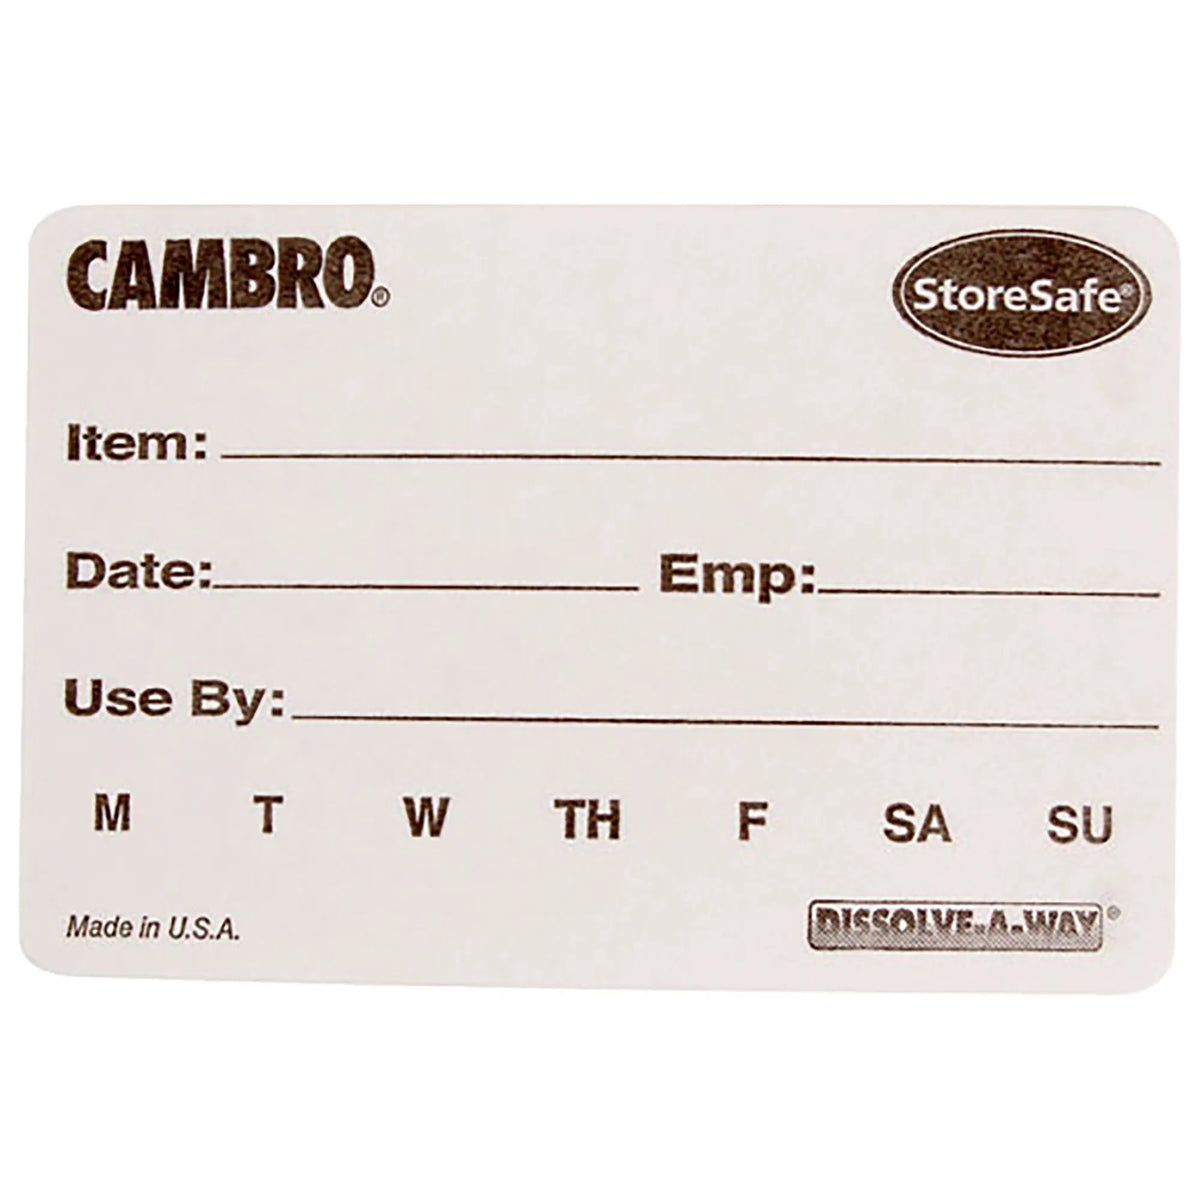 CAMBRO® StoreSafe®
Item:
Date: Emp:
Use By:
M T W TH F SA SU
Made in U.S.A. DISSOLVE-A-WAY®